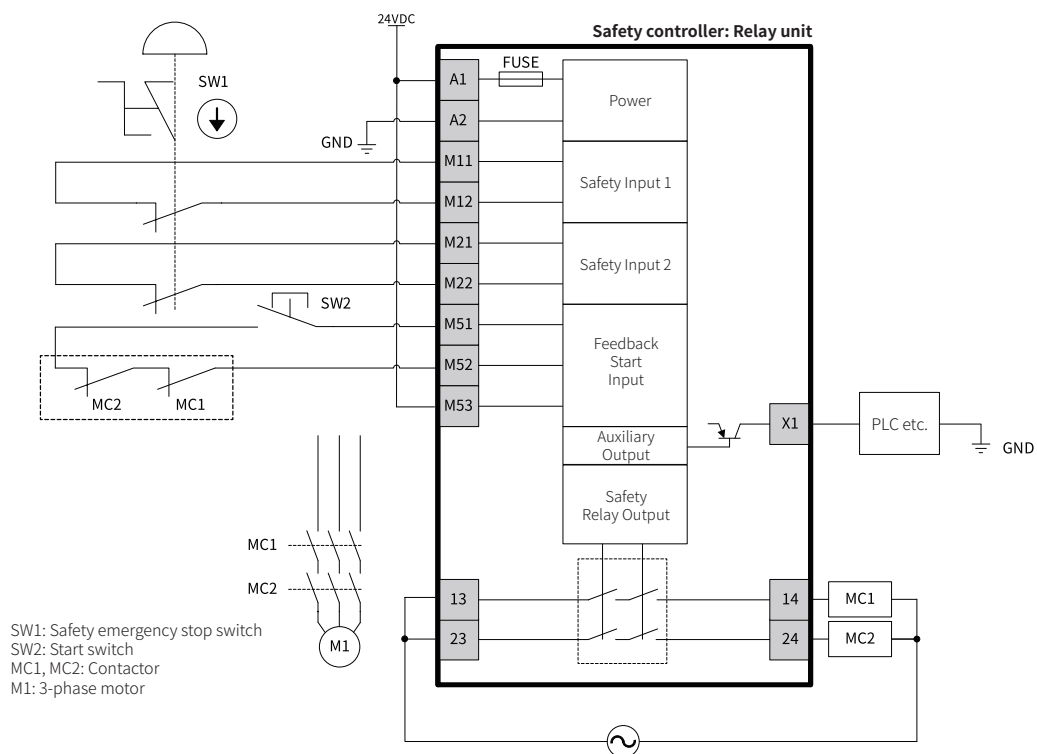 24VDC
Safety controller: Relay unit
SW1
A1
FUSE
Power
A2
GND
M11
Safety Input 1
M12
M21
Safety Input 2
M22
SW2
M51
Feedback
Start
Input
M52
MC2
MC1
M53
X1
PLC etc.
GND
Auxiliary
Output
Safety
Relay Output
MC1
MC2
M1
13
14
MC1
23
24
MC2
SW1: Safety emergency stop switch
SW2: Start switch
MC1, MC2: Contactor
M1: 3-phase motor